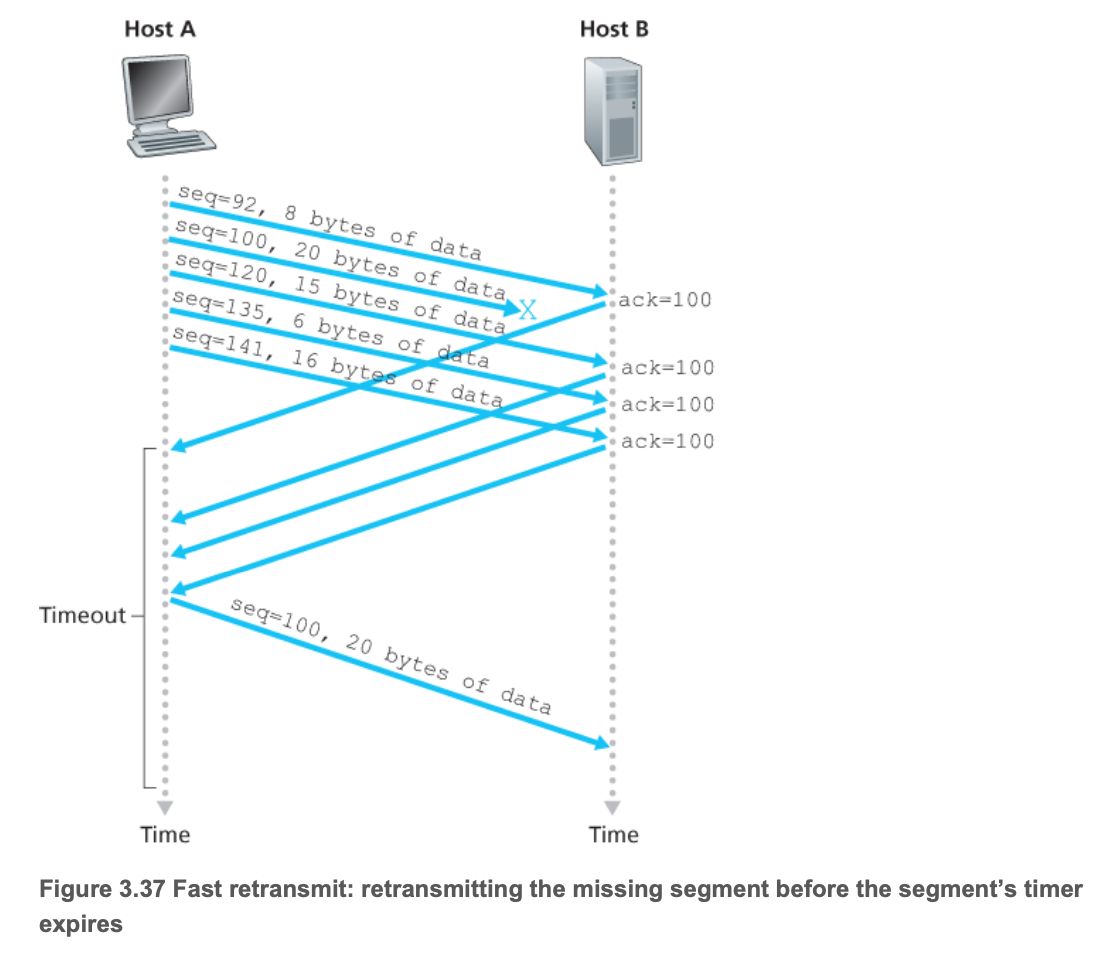 Host A
Host B
seq=92, 8 bytes of data
seq=100, 20 bytes of data
X
ack=100
seq=120, 15 bytes of data
seq=135, 6 bytes of data
ack=100
seq=141, 16 bytes of data
ack=100
ack=100
Timeout
seq=100, 20 bytes of data
Time
Time
Figure 3.37 Fast retransmit: retransmitting the missing segment before the segment’s timer
expires